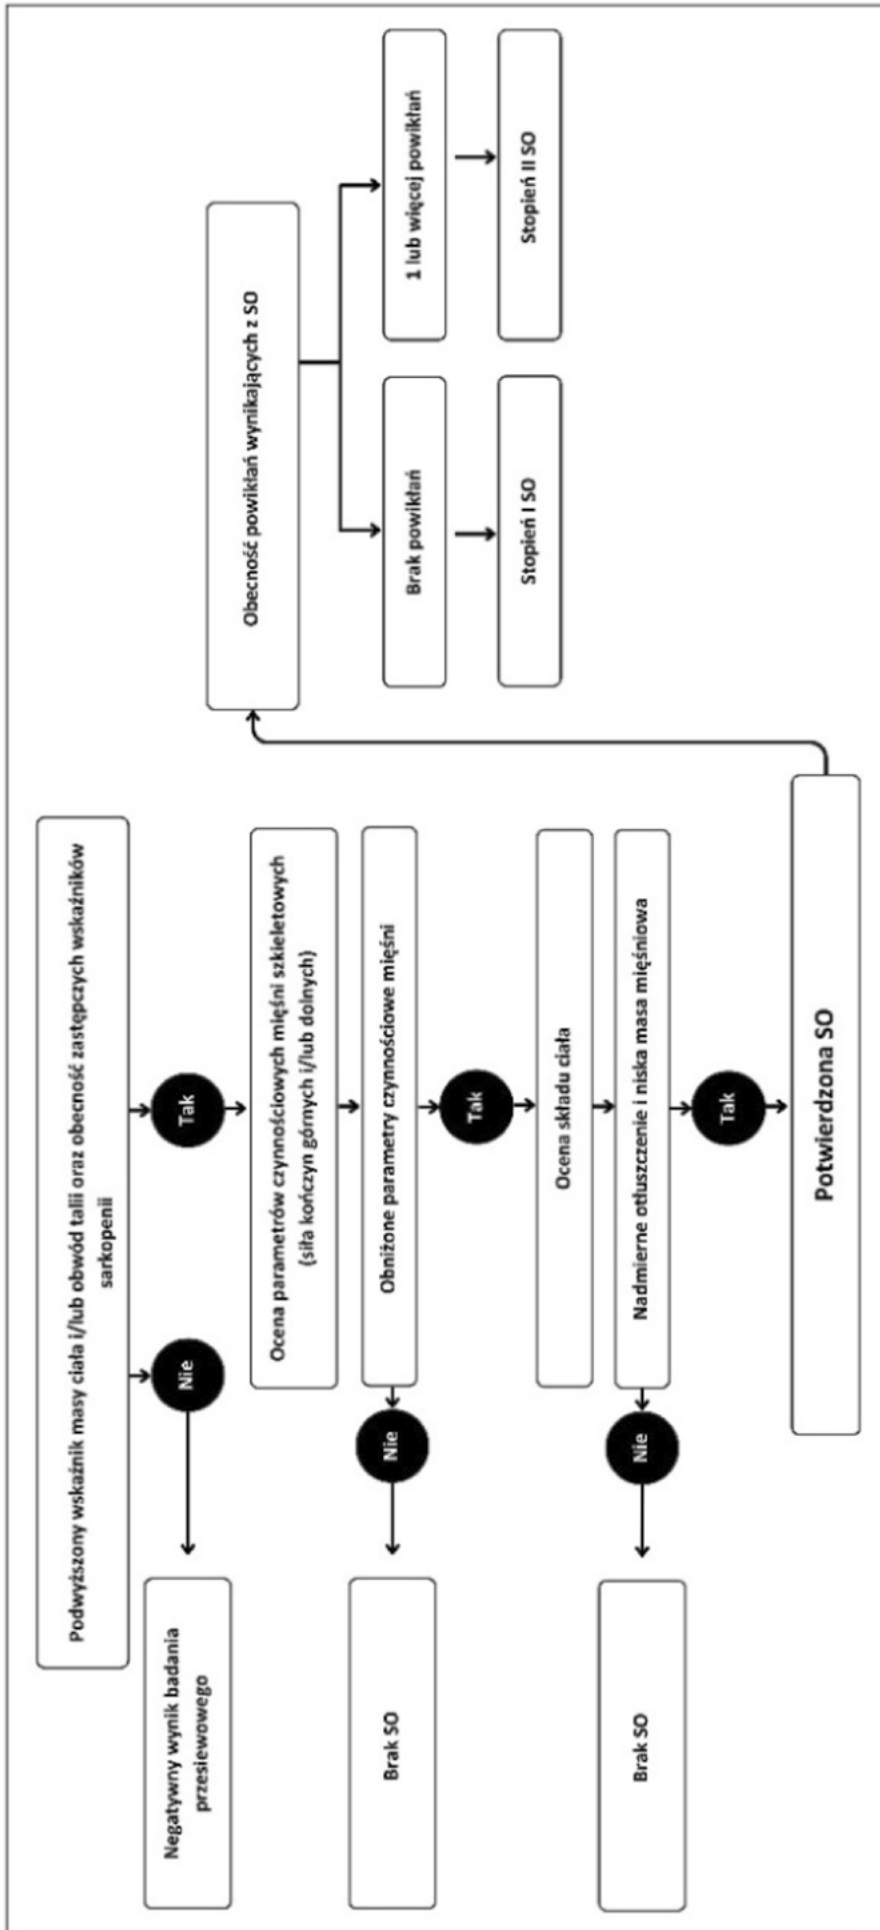 Podwyższony wskaźnik masy ciała i/lub obwód talii oraz obecność zastępczych wskaźników
sarkopenii
Nie
Tak
Negatywny wynik badania
przesiewowego
Ocena parametrów czynnościowych mięśni szkieletowych
(siła kończyn górnych i/lub dolnych)
Obniżone parametry czynnościowe mięśni
Nie
Brak SO
Tak
Ocena składu ciała
Nadmierne otłuszczenie i niska masa mięśniowa
Nie
Brak SO
Tak
Potwierdzona SO
Obecność powikłań wynikających z SO
Brak powikłań
1 lub więcej powikłań
Stopień I SO
Stopień II SO